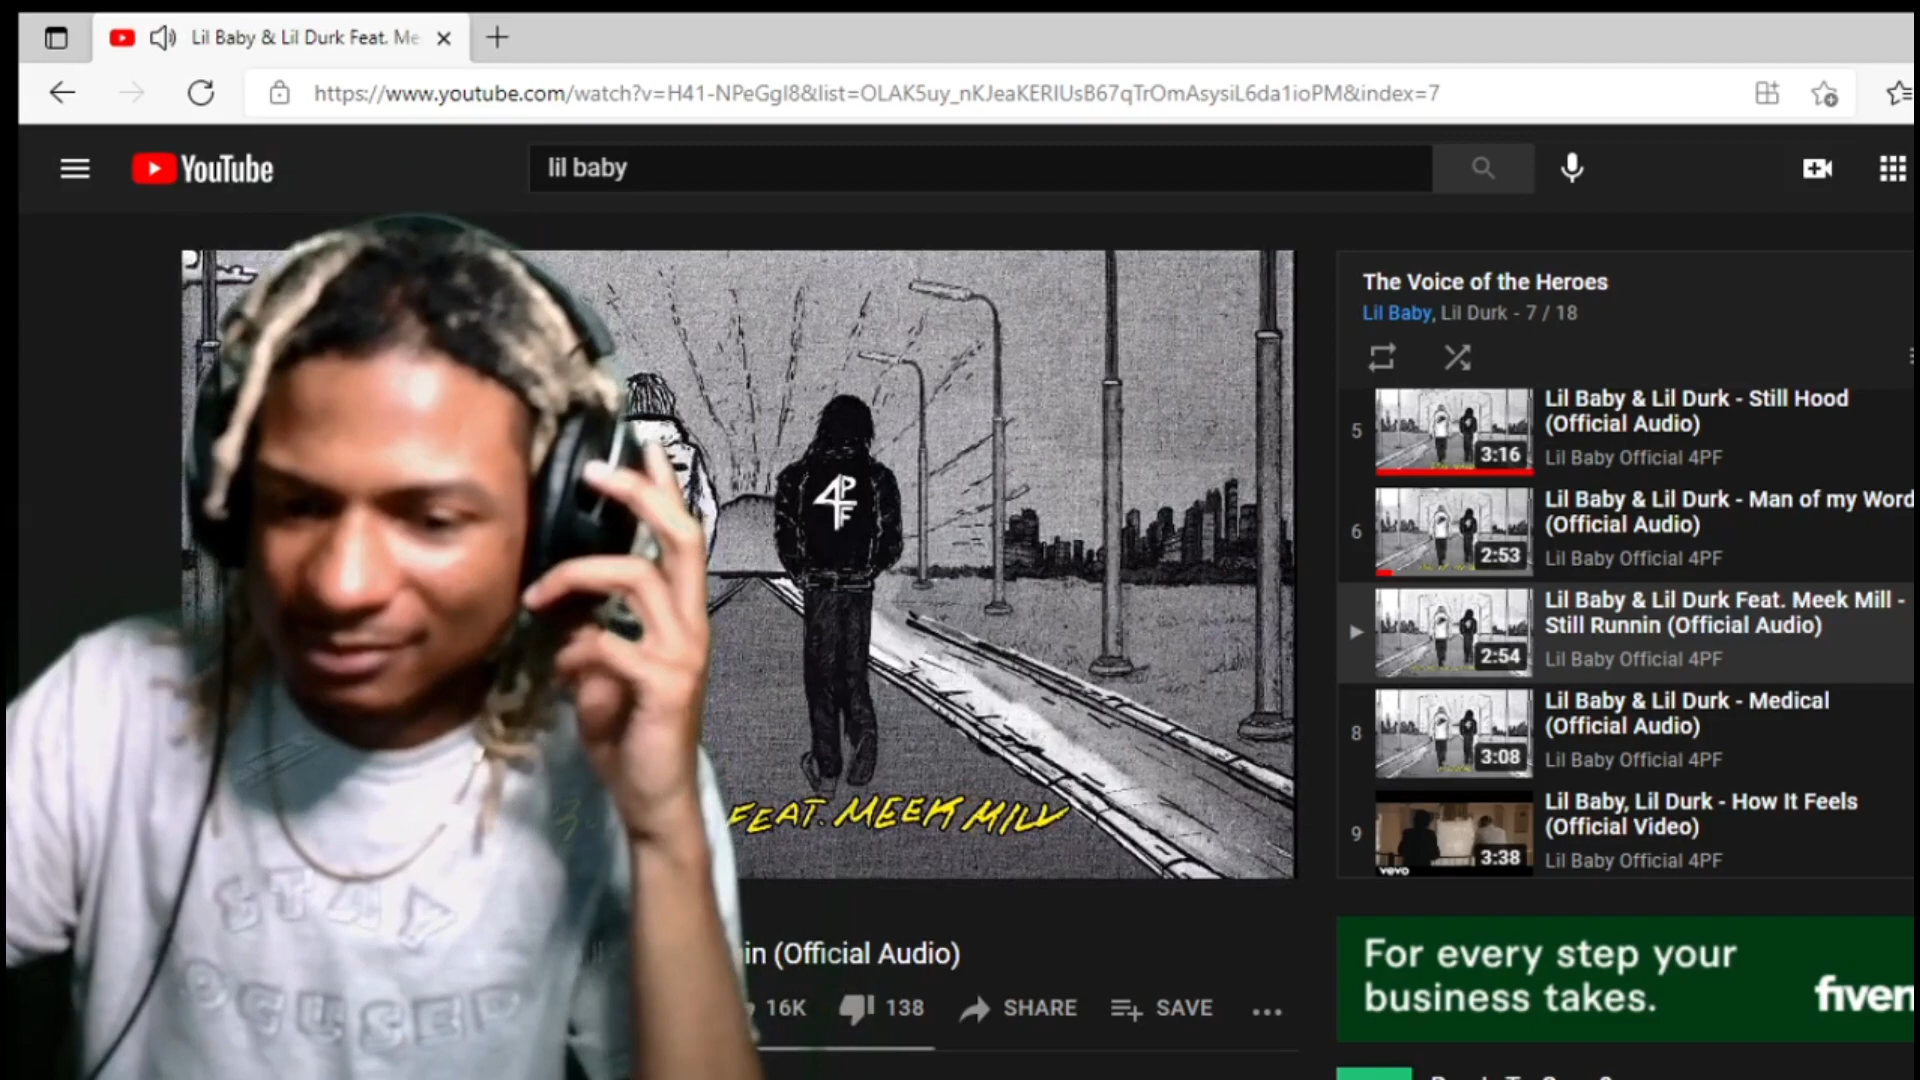 Lil Baby & Lil Durk Feat. Me
https://www.youtube.com/watch?v=H41-NPeGgI8&list=OLAK5uy_nKJeaKERIUsB67qTrOmAsysiL6da1ioPM&index=7
YouTube
lil baby
4PF
FEAT. MEEK MILL
in (Official Audio)
16K
138
SHARE
SAVE
STAY
FOCUSED
The Voice of the Heroes
Lil Baby, Lil Durk - 7 / 18
5
3:16
Lil Baby & Lil Durk - Still Hood
(Official Audio)
Lil Baby Official 4PF
6
2:53
Lil Baby & Lil Durk - Man of my Word
(Official Audio)
Lil Baby Official 4PF
2:54
Lil Baby & Lil Durk Feat. Meek Mill -
Still Runnin (Official Audio)
Lil Baby Official 4PF
8
3:08
Lil Baby & Lil Durk - Medical
(Official Audio)
Lil Baby Official 4PF
9
vevo
3:38
Lil Baby, Lil Durk - How It Feels
(Official Video)
Lil Baby Official 4PF
For every step your
business takes.
fiver